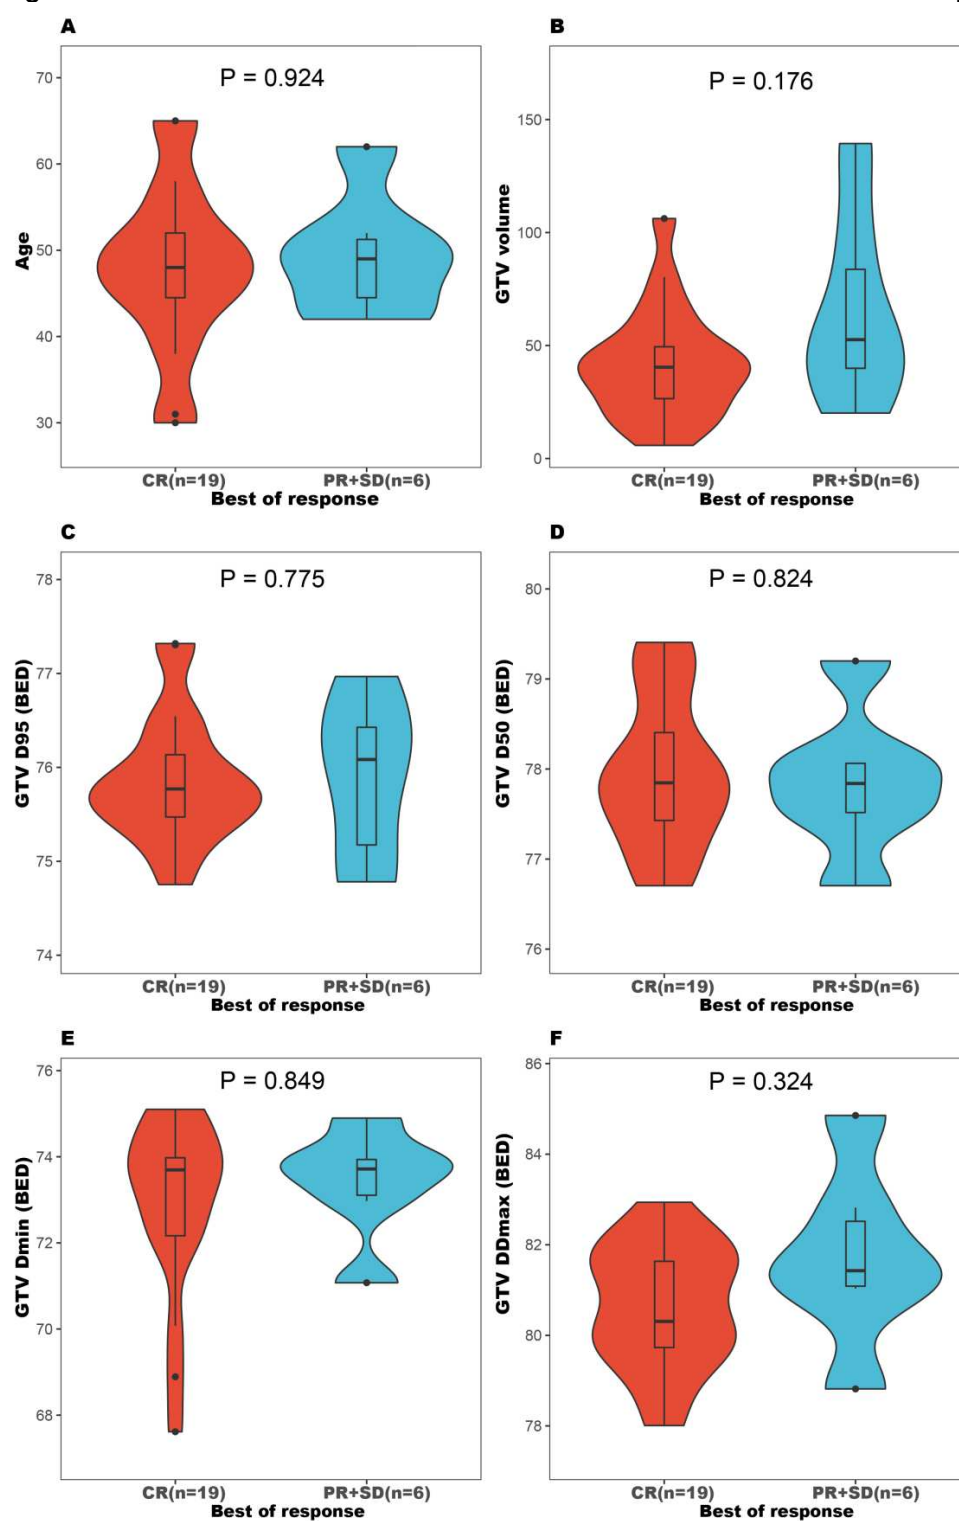 A
P = 0.924
70
60
50
40
30
Age
CR(n=19) PR+SD(n=6)
Best of response
B
P = 0.176
150
100
50
0
GTV volume
CR(n=19) PR+SD(n=6)
Best of response
C
P = 0.775
78
77
76
75
74
GTV D95 (BED)
CR(n=19) PR+SD(n=6)
Best of response
D
P = 0.824
80
79
78
77
76
GTV D50 (BED)
CR(n=19) PR+SD(n=6)
Best of response
E
P = 0.849
76
74
72
70
68
GTV Dmin (BED)
CR(n=19) PR+SD(n=6)
Best of response
F
P = 0.324
86
84
82
80
78
GTV DDmax (BED)
CR(n=19) PR+SD(n=6)
Best of response